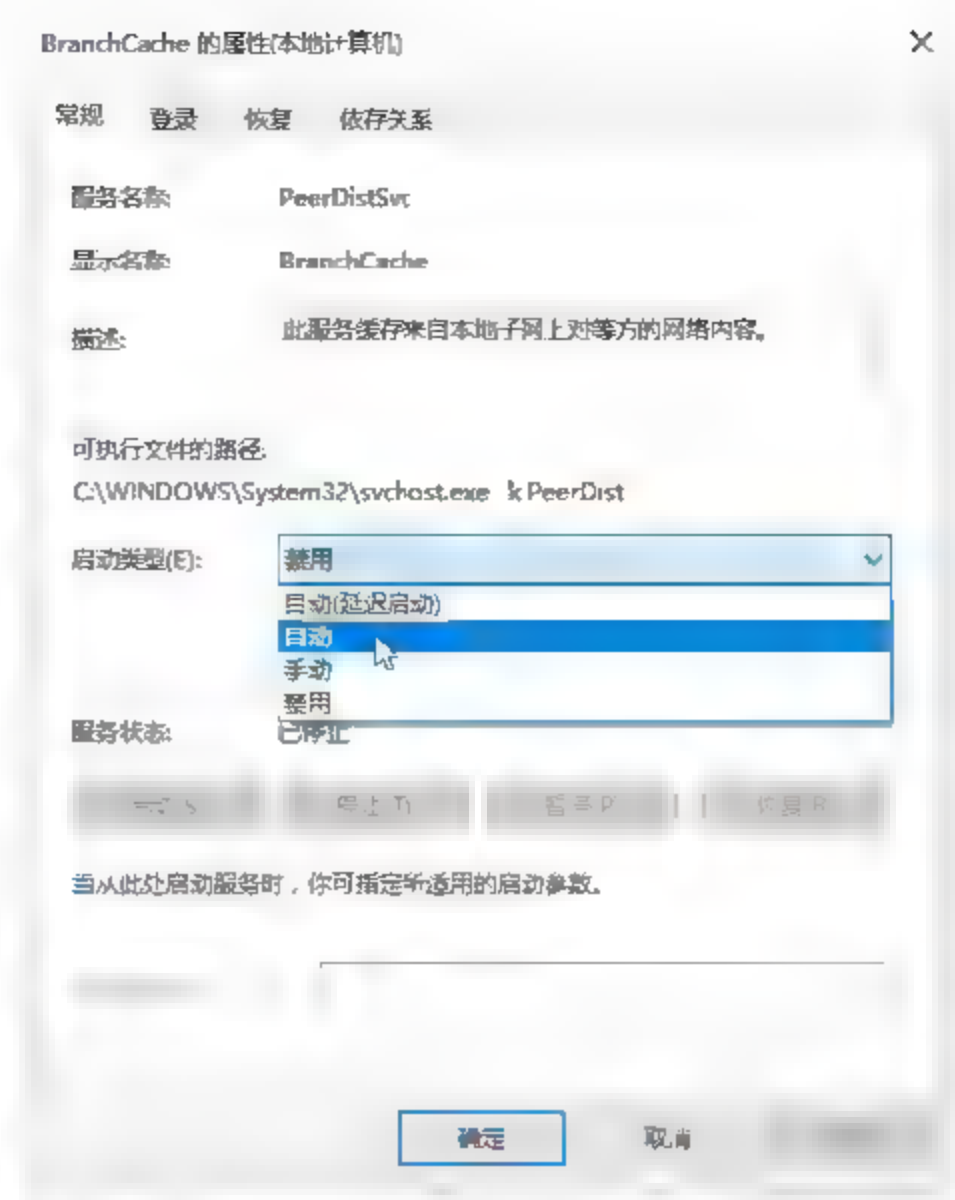 BranchCache 的属性(本地计算机)
常规 登录 恢复 依存关系
服务名称: PeerDistSvc
显示名称: BranchCache
描述: 此服务缓存来自本地子网上对等方的网络内容。
可执行文件的路径:
C:\WINDOWS\System32\svchost.exe -k PeerDist
启动类型(E): 禁用
自动(延迟启动)
自动
手动
禁用
服务状态: 已停止
停止(T) 暂停(P) 恢复(R)
当从此处启动服务时，你可指定所适用的启动参数。
确定 取消